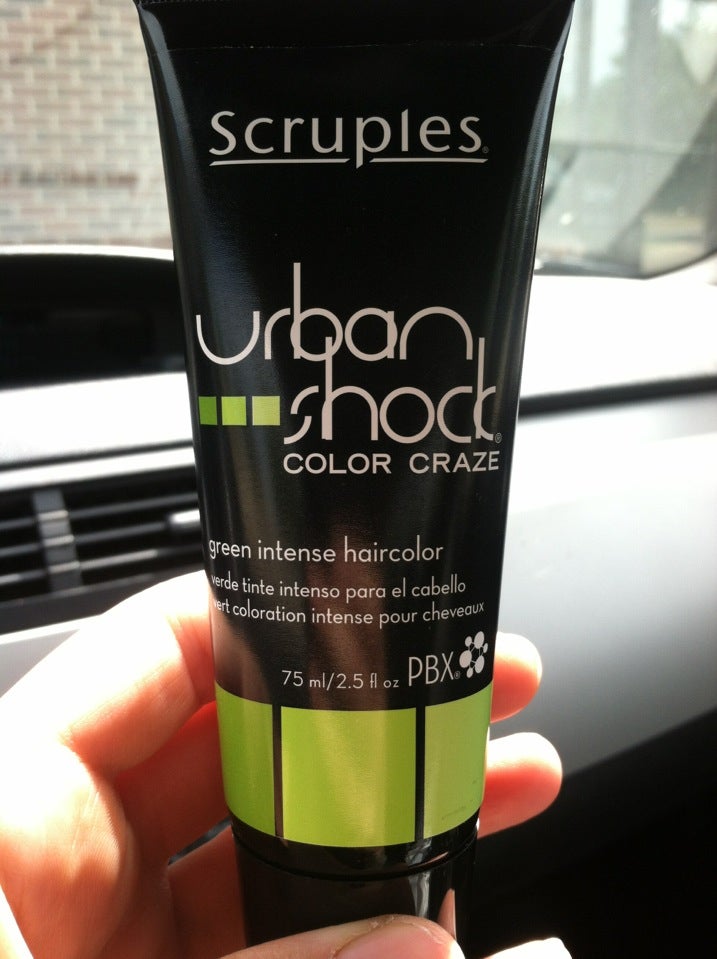 Scruples®
urban
shock®
COLOR CRAZE
green intense haircolor
verde tinte intenso para el cabello
vert coloration intense pour cheveaux
75 ml/2.5 fl oz PBX®